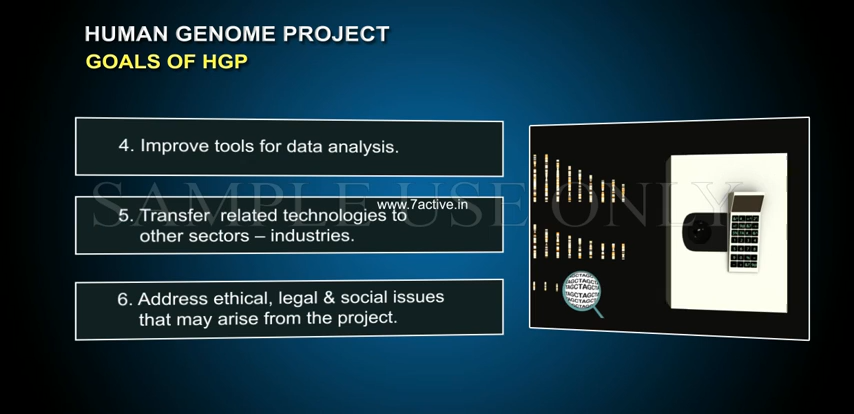 HUMAN GENOME PROJECT
GOALS OF HGP
4. Improve tools for data analysis.
SAMPLE USE ONLY
www.7active.in
5. Transfer related technologies to
other sectors – industries.
6. Address ethical, legal & social issues
that may arise from the project.